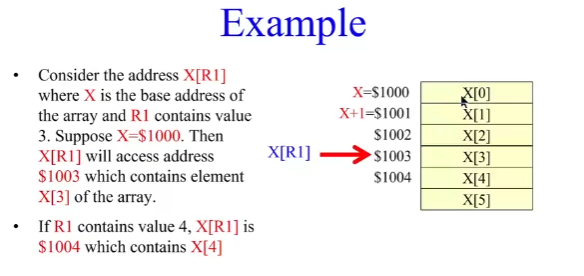 Example
• Consider the address X[R1]
where X is the base address of
the array and R1 contains value
3. Suppose X=$1000. Then
X[R1] will access address
$1003 which contains element
X[3] of the array.
• If R1 contains value 4, X[R1] is
$1004 which contains X[4]
X=$1000 X[0]
X+1=$1001 X[1]
$1002 X[2]
X[R1] $1003 X[3]
$1004 X[4]
X[5]